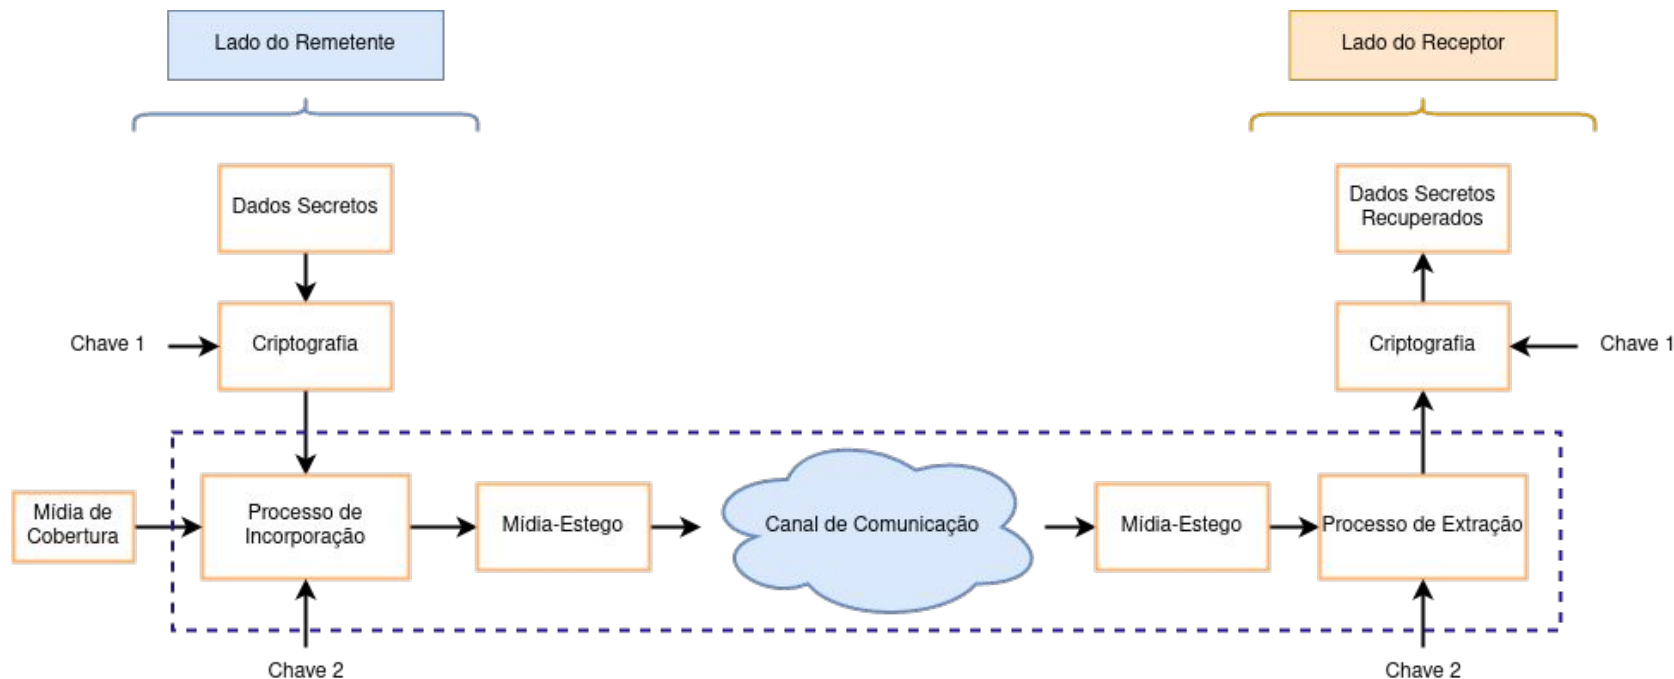 Lado do Remetente
Lado do Receptor
Dados Secretos
Dados Secretos
Recuperados
Chave 1
Criptografia
Criptografia
Chave 1
Mídia de
Cobertura
Processo de
Incorporação
Mídia-Estego
Canal de Comunicação
Mídia-Estego
Processo de Extração
Chave 2
Chave 2